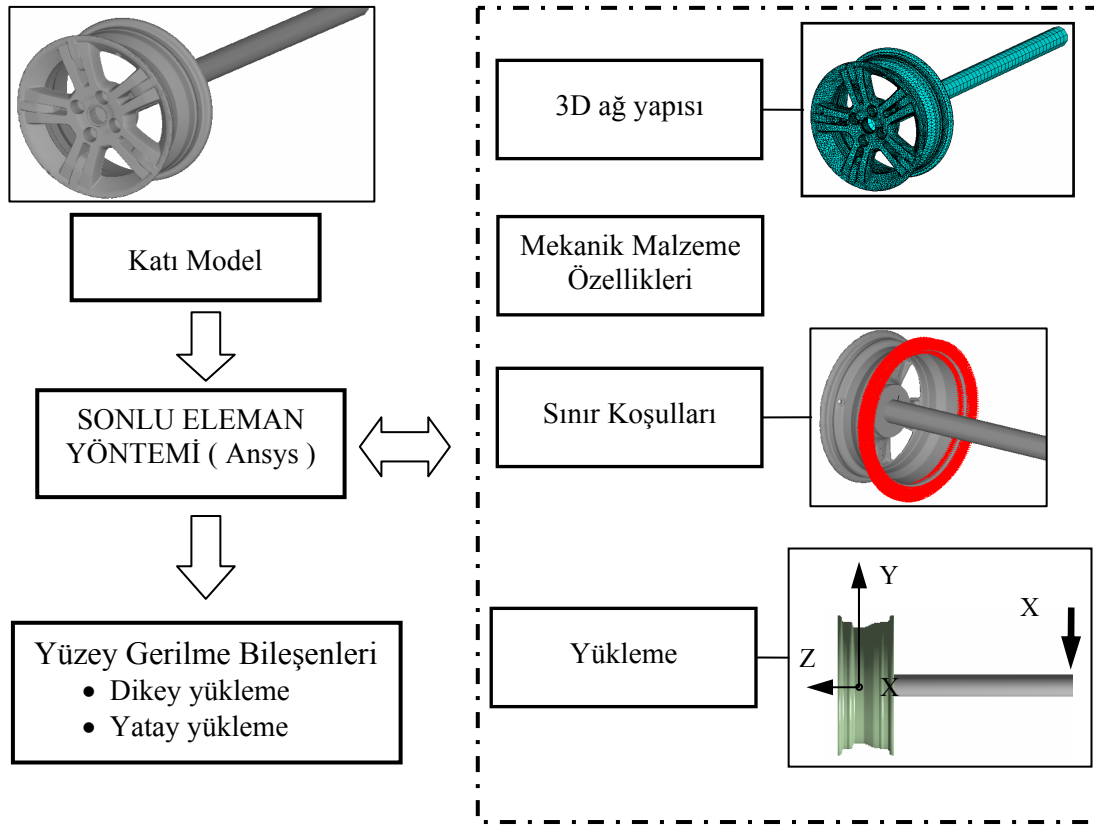 Katı Model
SONLU ELEMAN
YÖNTEMİ ( Ansys )
Yüzey Gerilme Bileşenleri
• Dikey yükleme
• Yatay yükleme
3D ağ yapısı
Mekanik Malzeme
Özellikleri
Sınır Koşulları
Yükleme
Y
X
Z
X